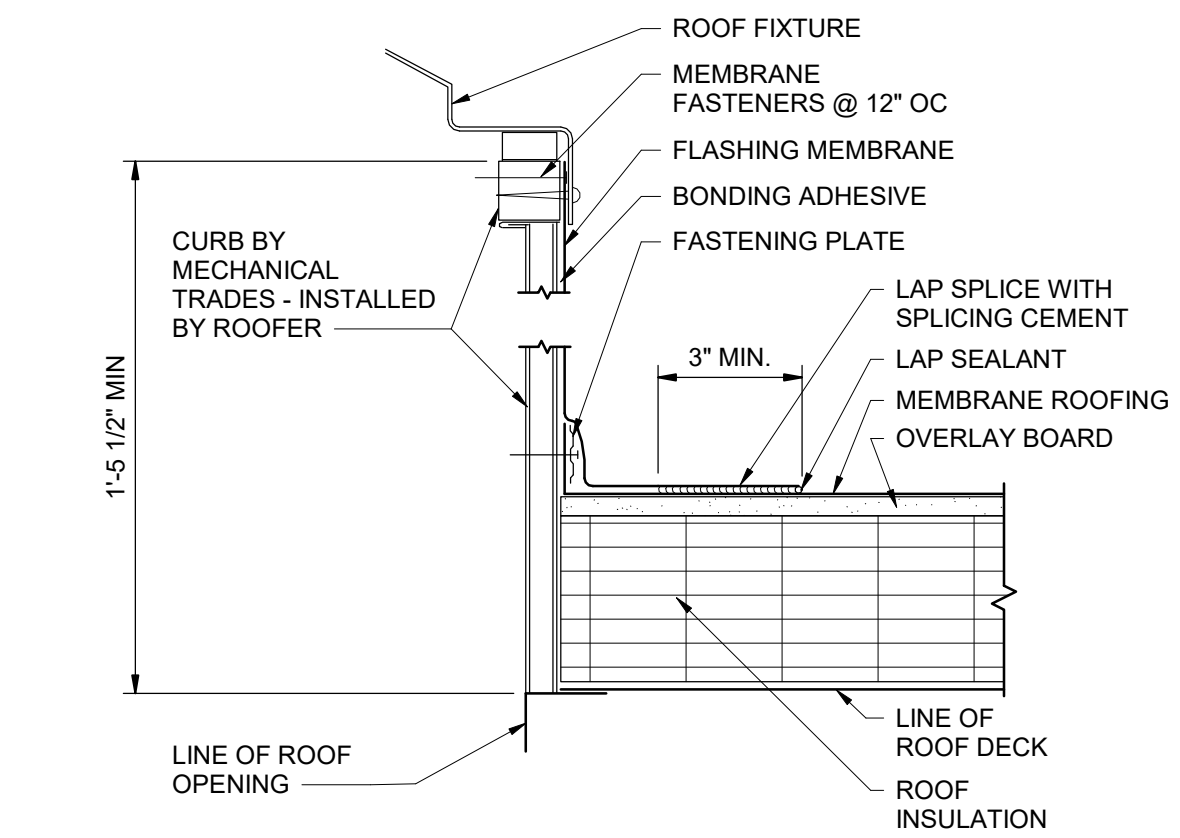 ROOF FIXTURE
MEMBRANE
FASTENERS @ 12" OC
FLASHING MEMBRANE
BONDING ADHESIVE
FASTENING PLATE
CURB BY
MECHANICAL
TRADES - INSTALLED
BY ROOFER
LAP SPLICE WITH
SPLICING CEMENT
3" MIN.
LAP SEALANT
MEMBRANE ROOFING
OVERLAY BOARD
1'-5 1/2" MIN
LINE OF
ROOF DECK
LINE OF ROOF
OPENING
ROOF
INSULATION